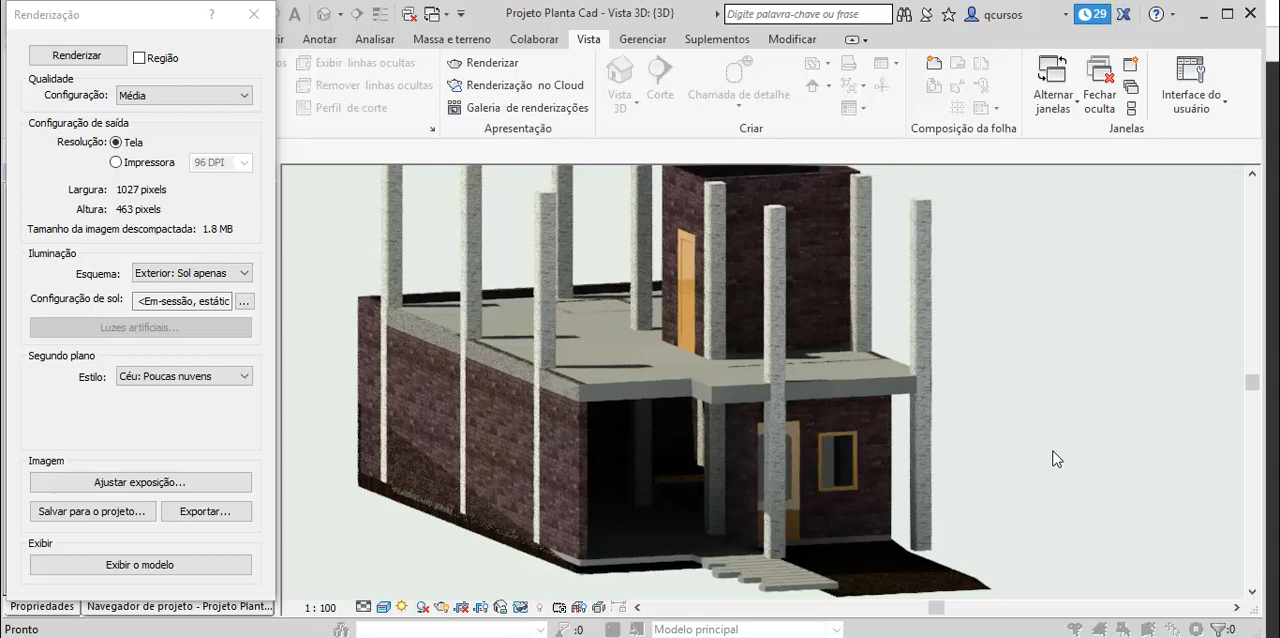 Renderização ?
Projeto Planta Cad - Vista 3D: {3D}
Digite palavra-chave ou frase
qcursos
29
Anotar Analisar Massa e terreno Colaborar Vista Gerenciar Suplementos Modificar
Renderizar
Região
Qualidade
Configuração: Média
Configuração de saída
Resolução: Tela
Impressora 96 DPI
Largura: 1027 pixels
Altura: 463 pixels
Tamanho da imagem descompactada: 1.8 MB
Iluminação
Esquema: Exterior: Sol apenas
Configuração de sol: <Em-sessão, estátic ...
Luzes artificiais...
Segundo plano
Estilo: Céu: Poucas nuvens
Imagem
Ajustar exposição...
Salvar para o projeto... Exportar...
Exibir
Exibir o modelo
Exibir linhas ocultas
Remover linhas ocultas
Perfil de corte
Renderizar
Renderização no Cloud
Galeria de renderizações
Apresentação
Vista
3D
Corte
Chamada de detalhe
Criar
Composição da folha
Alternar
janelas
Fechar
oculta
Janelas
Interface do
usuário
Propriedades Navegador de projeto - Projeto Plant...
1 : 100
Pronto
:0
Modelo principal
:0